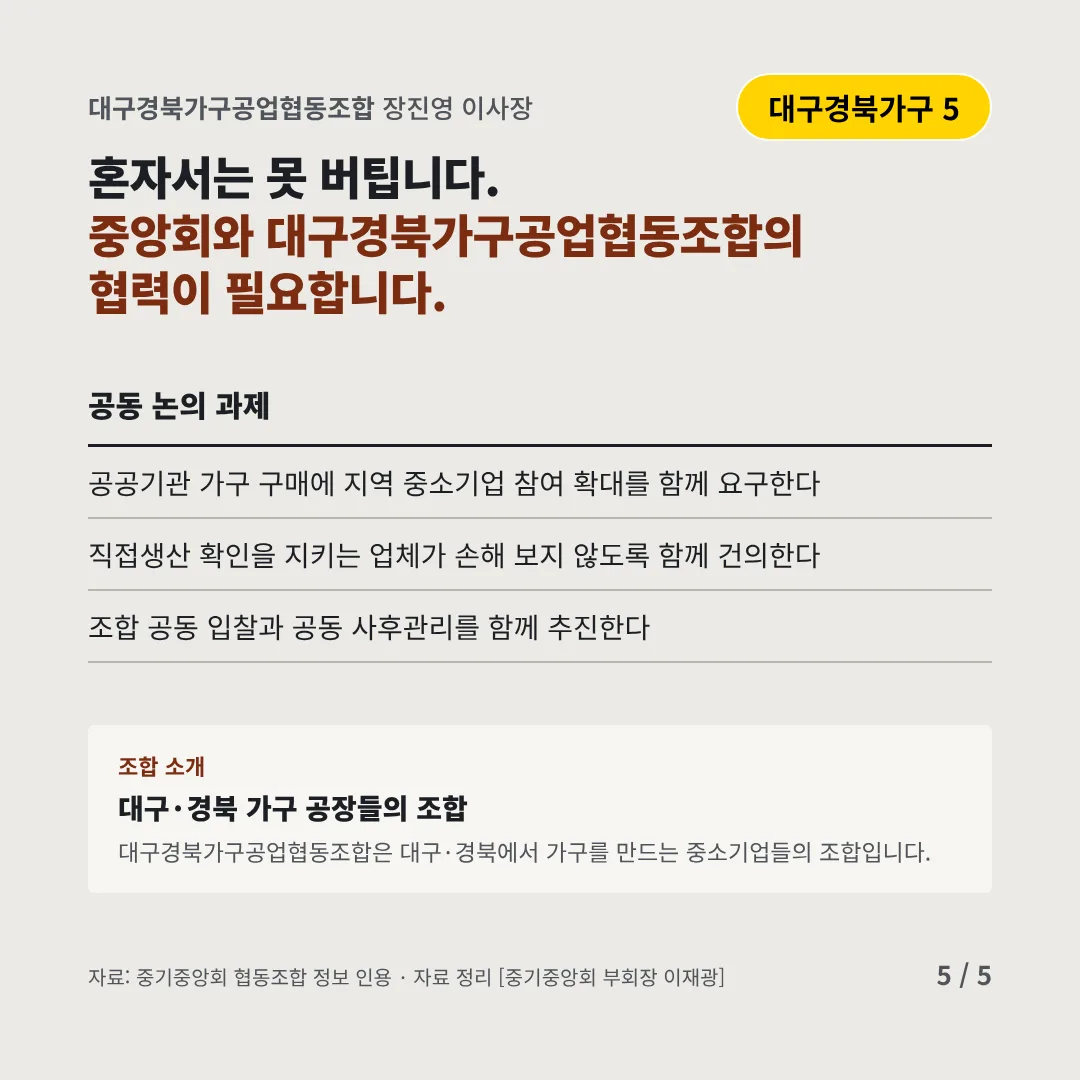 대구경북가구공업협동조합 장진영 이사장
대구경북가구 5
혼자서는 못 버팁니다.
중앙회와 대구경북가구공업협동조합의
협력이 필요합니다.
공동 논의 과제
공공기관 가구 구매에 지역 중소기업 참여 확대를 함께 요구한다
직접생산 확인을 지키는 업체가 손해 보지 않도록 함께 건의한다
조합 공동 입찰과 공동 사후관리를 함께 추진한다
조합 소개
대구·경북 가구 공장들의 조합
대구경북가구공업협동조합은 대구·경북에서 가구를 만드는 중소기업들의 조합입니다.
자료: 중기중앙회 협동조합 정보 인용 · 자료 정리 [중기중앙회 부회장 이재광]
5 / 5